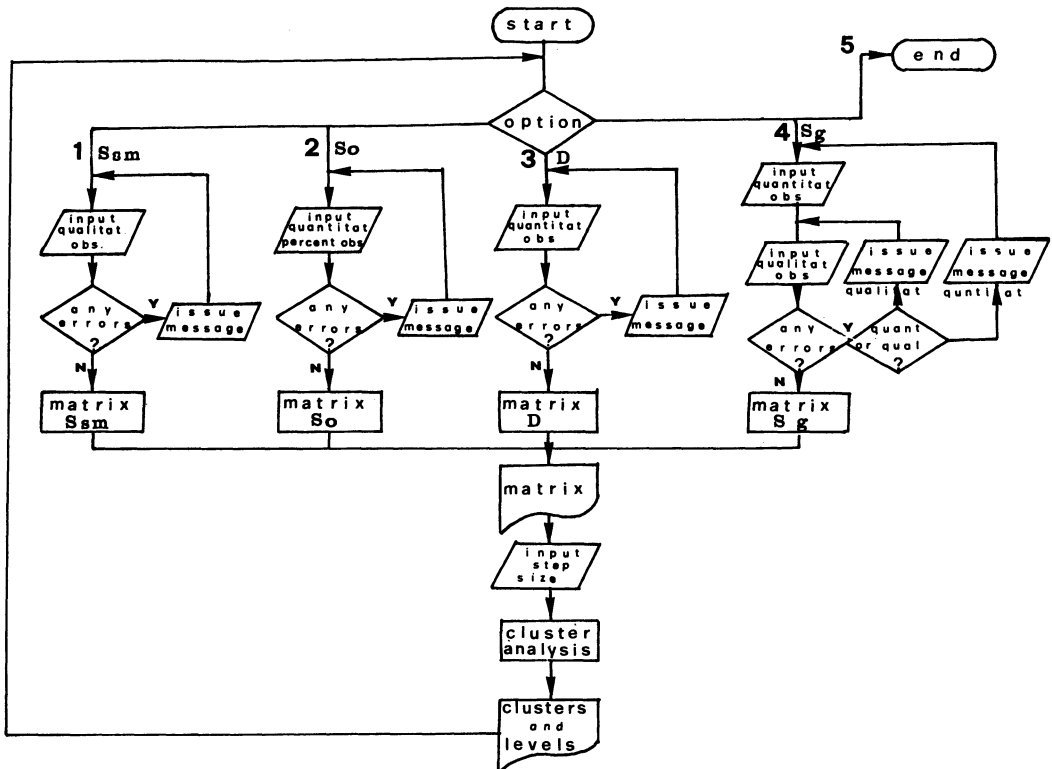 start
5
end
option
1
Ssm
2
So
3
D
4
Sg
input
qualitat.
obs.
any
errors
?
Y
issue
message
N
matrix
Ssm
input
quantitat
percent obs
any
errors
?
Y
issue
message
N
matrix
So
input
quantitat
obs
any
errors
?
Y
issue
message
N
matrix
D
input
quantitat
obs
input
qualitat
obs
any
errors
?
Y
quant
or qual
?
issue
message
qualitat
issue
message
quntitat
N
matrix
Sg
matrix
input
step
size
cluster
analysis
clusters
and
levels